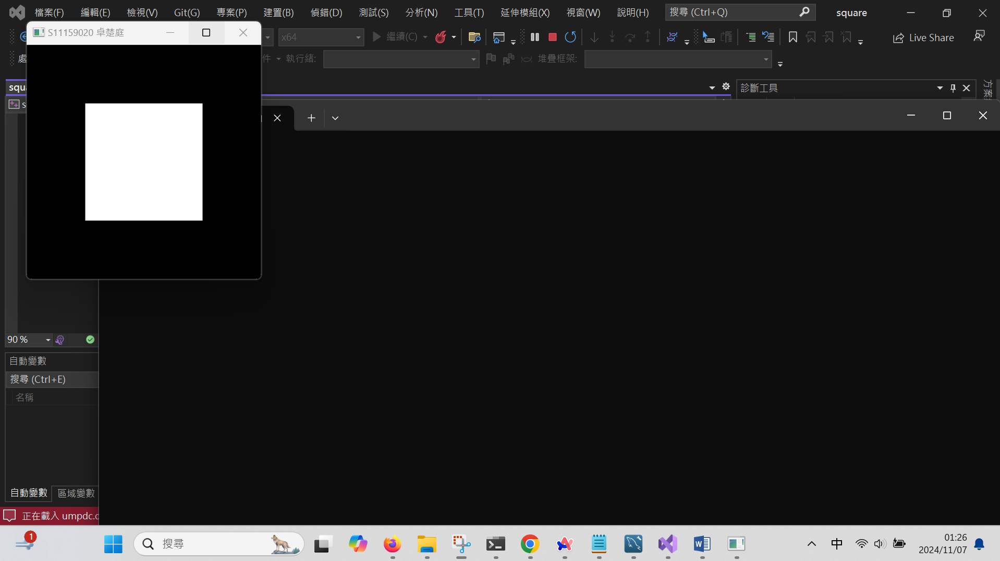 檔案(F) 編輯(E) 檢視(V) Git(G) 專案(P) 建置(B) 偵錯(D) 測試(S) 分析(N) 工具(T) 延伸模組(X) 視窗(W) 說明(H) 搜尋 (Ctrl+Q) square
S11159020 卓楚庭
x64 繼續(C) Live Share
處 件 執行緒: 堆疊框架:
squa
診斷工具
方案
s
90 %
自動變數
搜尋 (Ctrl+E)
名稱
自動變數 區域變數
正在載入 umpdc.d
1
搜尋
中
01:26
2024/11/07